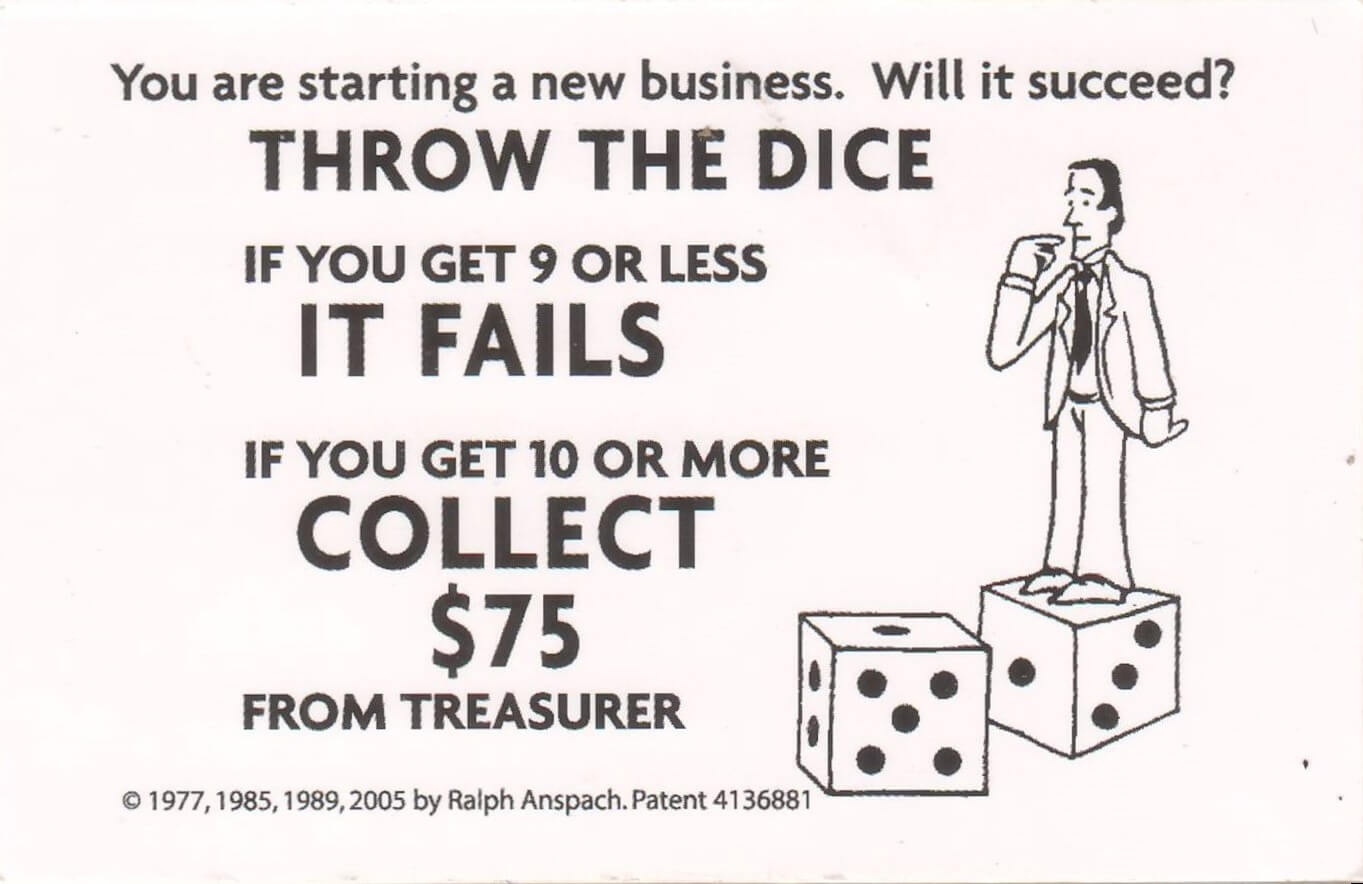 You are starting a new business. Will it succeed?
THROW THE DICE
IF YOU GET 9 OR LESS
IT FAILS
IF YOU GET 10 OR MORE
COLLECT
$75
FROM TREASURER
© 1977, 1985, 1989, 2005 by Ralph Anspach. Patent 4136881